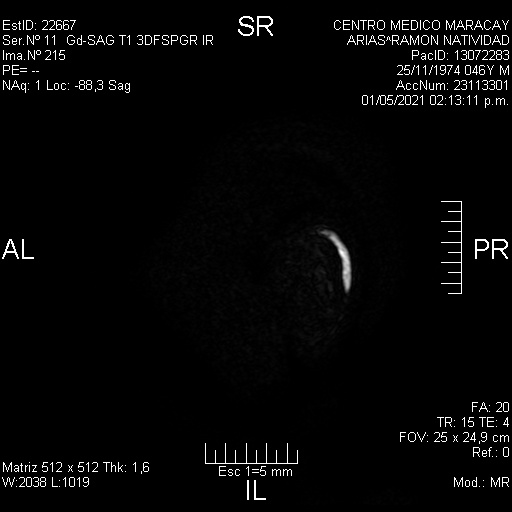 EstID: 22667
Ser.Nº 11 Gd-SAG T1 3DFSPGR IR
Ima.Nº 215
PE= --
NAq: 1 Loc: -88,3 Sag
SR
CENTRO MEDICO MARACAY
ARIAS^RAMON NATIVIDAD
PacID: 13072283
25/11/1974 046Y M
AccNum: 23113301
01/05/2021 02:13:11 p.m.
AL
PR
FA: 20
TR: 15 TE: 4
FOV: 25 x 24,9 cm
Ref.: 0
Mod.: MR
Matriz 512 x 512 Thk: 1,6
W:2038 L:1019
Esc 1=5 mm
IL